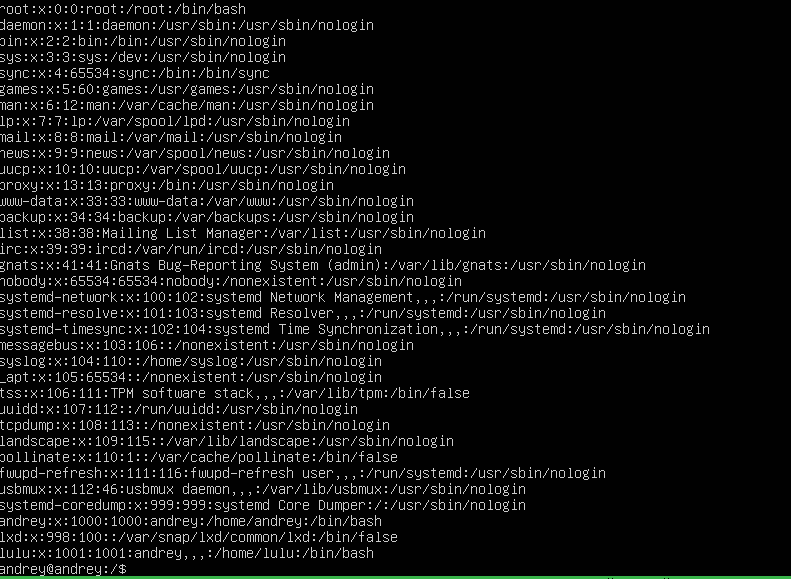 root:x:0:0:root:/root:/bin/bash
daemon:x:1:1:daemon:/usr/sbin:/usr/sbin/nologin
bin:x:2:2:bin:/bin:/usr/sbin/nologin
sys:x:3:3:sys:/dev:/usr/sbin/nologin
sync:x:4:65534:sync:/bin:/bin/sync
games:x:5:60:games:/usr/games:/usr/sbin/nologin
man:x:6:12:man:/var/cache/man:/usr/sbin/nologin
lp:x:7:7:lp:/var/spool/lpd:/usr/sbin/nologin
mail:x:8:8:mail:/var/mail:/usr/sbin/nologin
news:x:9:9:news:/var/spool/news:/usr/sbin/nologin
uucp:x:10:10:uucp:/var/spool/uucp:/usr/sbin/nologin
proxy:x:13:13:proxy:/bin:/usr/sbin/nologin
www-data:x:33:33:www-data:/var/www:/usr/sbin/nologin
backup:x:34:34:backup:/var/backups:/usr/sbin/nologin
list:x:38:38:Mailing List Manager:/var/list:/usr/sbin/nologin
irc:x:39:39:ircd:/var/run/ircd:/usr/sbin/nologin
gnats:x:41:41:Gnats Bug-Reporting System (admin):/var/lib/gnats:/usr/sbin/nologin
nobody:x:65534:65534:nobody:/nonexistent:/usr/sbin/nologin
systemd-network:x:100:102:systemd Network Management,,,:/run/systemd:/usr/sbin/nologin
systemd-resolve:x:101:103:systemd Resolver,,,:/run/systemd:/usr/sbin/nologin
systemd-timesync:x:102:104:systemd Time Synchronization,,,:/run/systemd:/usr/sbin/nologin
messagebus:x:103:106::/nonexistent:/usr/sbin/nologin
syslog:x:104:110::/home/syslog:/usr/sbin/nologin
_apt:x:105:65534::/nonexistent:/usr/sbin/nologin
tss:x:106:111:TPM software stack,,,:/var/lib/tpm:/bin/false
uuidd:x:107:112::/run/uuidd:/usr/sbin/nologin
tcpdump:x:108:113::/nonexistent:/usr/sbin/nologin
landscape:x:109:115::/var/lib/landscape:/usr/sbin/nologin
pollinate:x:110:1::/var/cache/pollinate:/bin/false
fwupd-refresh:x:111:116:fwupd-refresh user,,,:/run/systemd:/usr/sbin/nologin
usbmux:x:112:46:usbmux daemon,,,:/var/lib/usbmux:/usr/sbin/nologin
systemd-coredump:x:999:999:systemd Core Dumper:/:/usr/sbin/nologin
andrey:x:1000:1000:andrey:/home/andrey:/bin/bash
lxd:x:998:100::/var/snap/lxd/common/lxd:/bin/false
lulu:x:1001:1001:andrey,,,:/home/lulu:/bin/bash
andrey@andrey:/$